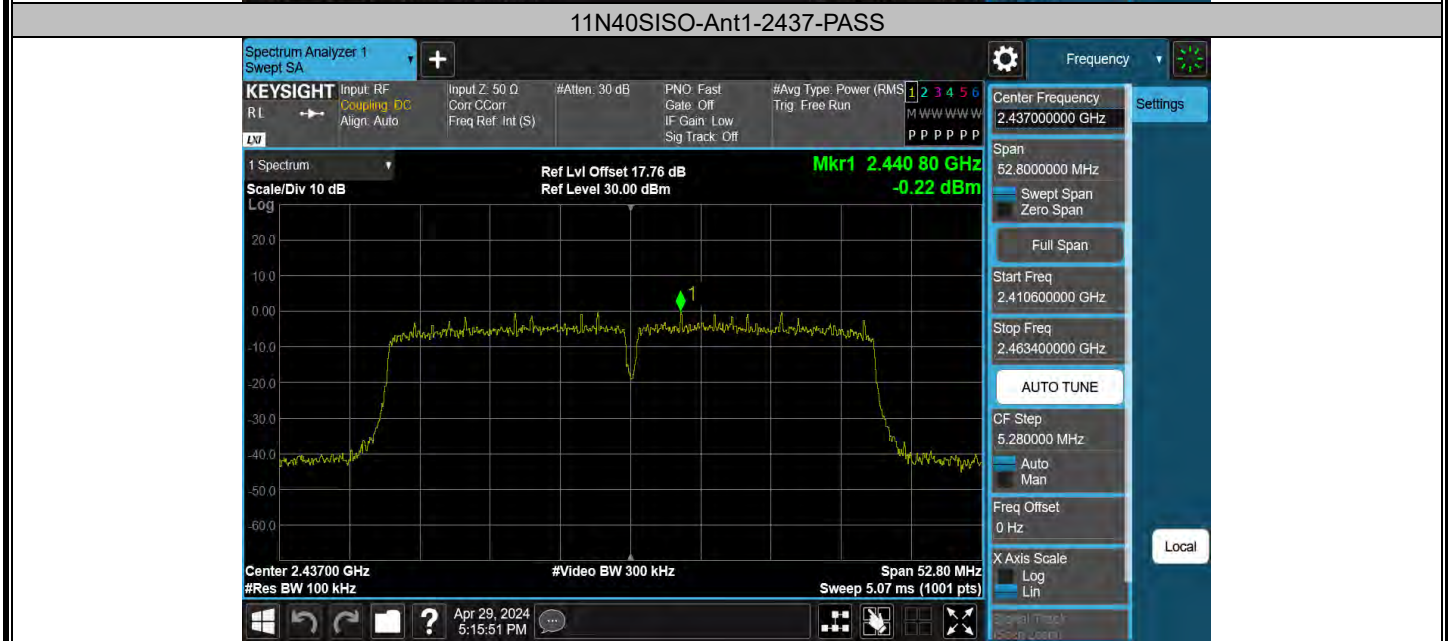 11N40SISO-Ant1-2437-PASS
Spectrum Analyzer 1
Swept SA
Frequency
KEYSIGHT
RL
LXI
Input: RF
Coupling: DC
Align: Auto
Input Z: 50 Ω
Corr CCorr
Freq Ref: Int (S)
#Atten: 30 dB
PNO: Fast
Gate: Off
IF Gain: Low
Sig Track: Off
#Avg Type: Power (RMS
Trig: Free Run
1 2 3 4 5 6
M W W W W W
P P P P P P
Center Frequency
2.437000000 GHz
Settings
1 Spectrum
Ref Lvl Offset 17.76 dB
Mkr1 2.440 80 GHz
Scale/Div 10 dB
Ref Level 30.00 dBm
-0.22 dBm
Log
20.0
10.0
0.00
-10.0
-20.0
-30.0
-40.0
-50.0
-60.0
1
Center 2.43700 GHz
#Video BW 300 kHz
Span 52.80 MHz
#Res BW 100 kHz
Sweep 5.07 ms (1001 pts)
Span
52.8000000 MHz
Swept Span
Zero Span
Full Span
Start Freq
2.410600000 GHz
Stop Freq
2.463400000 GHz
AUTO TUNE
CF Step
5.280000 MHz
Auto
Man
Freq Offset
0 Hz
X Axis Scale
Log
Lin
Signal Track
(Span Zoom)
Local
?
Apr 29, 2024
5:15:51 PM